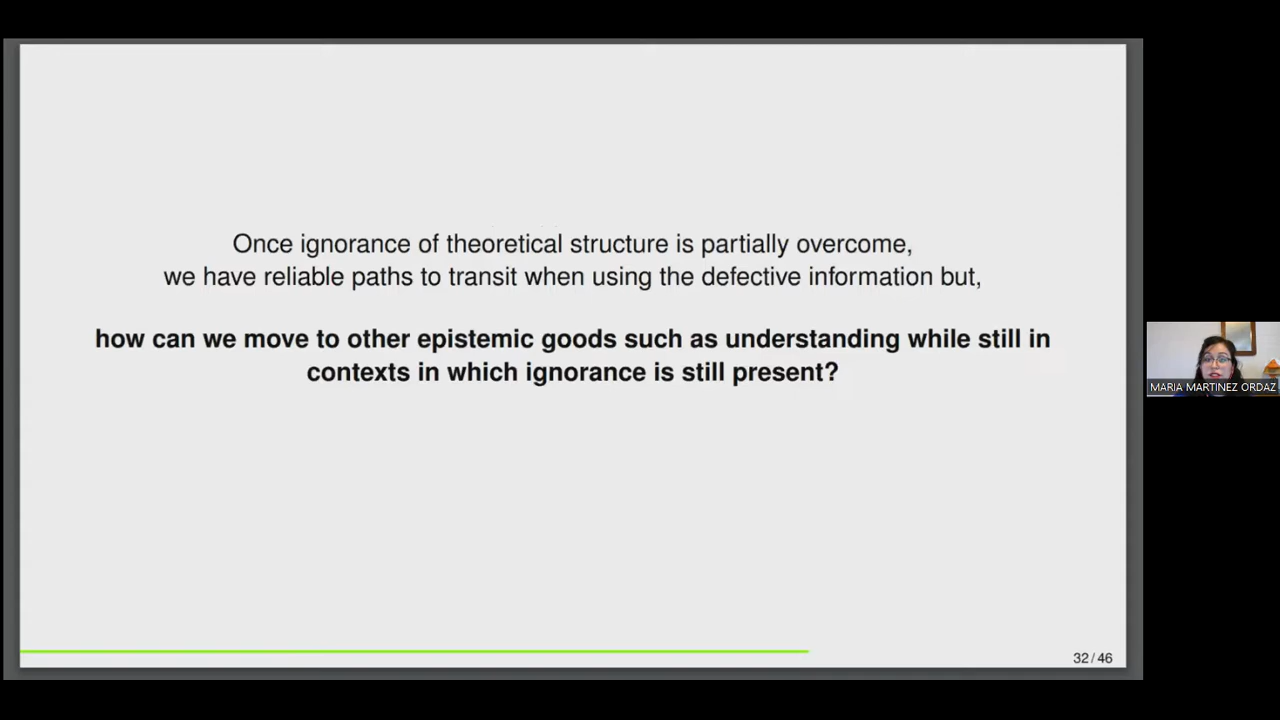 Once ignorance of theoretical structure is partially overcome,
we have reliable paths to transit when using the defective information but,
how can we move to other epistemic goods such as understanding while still in
contexts in which ignorance is still present?
MARIA MARTINEZ ORDAZ
32/46